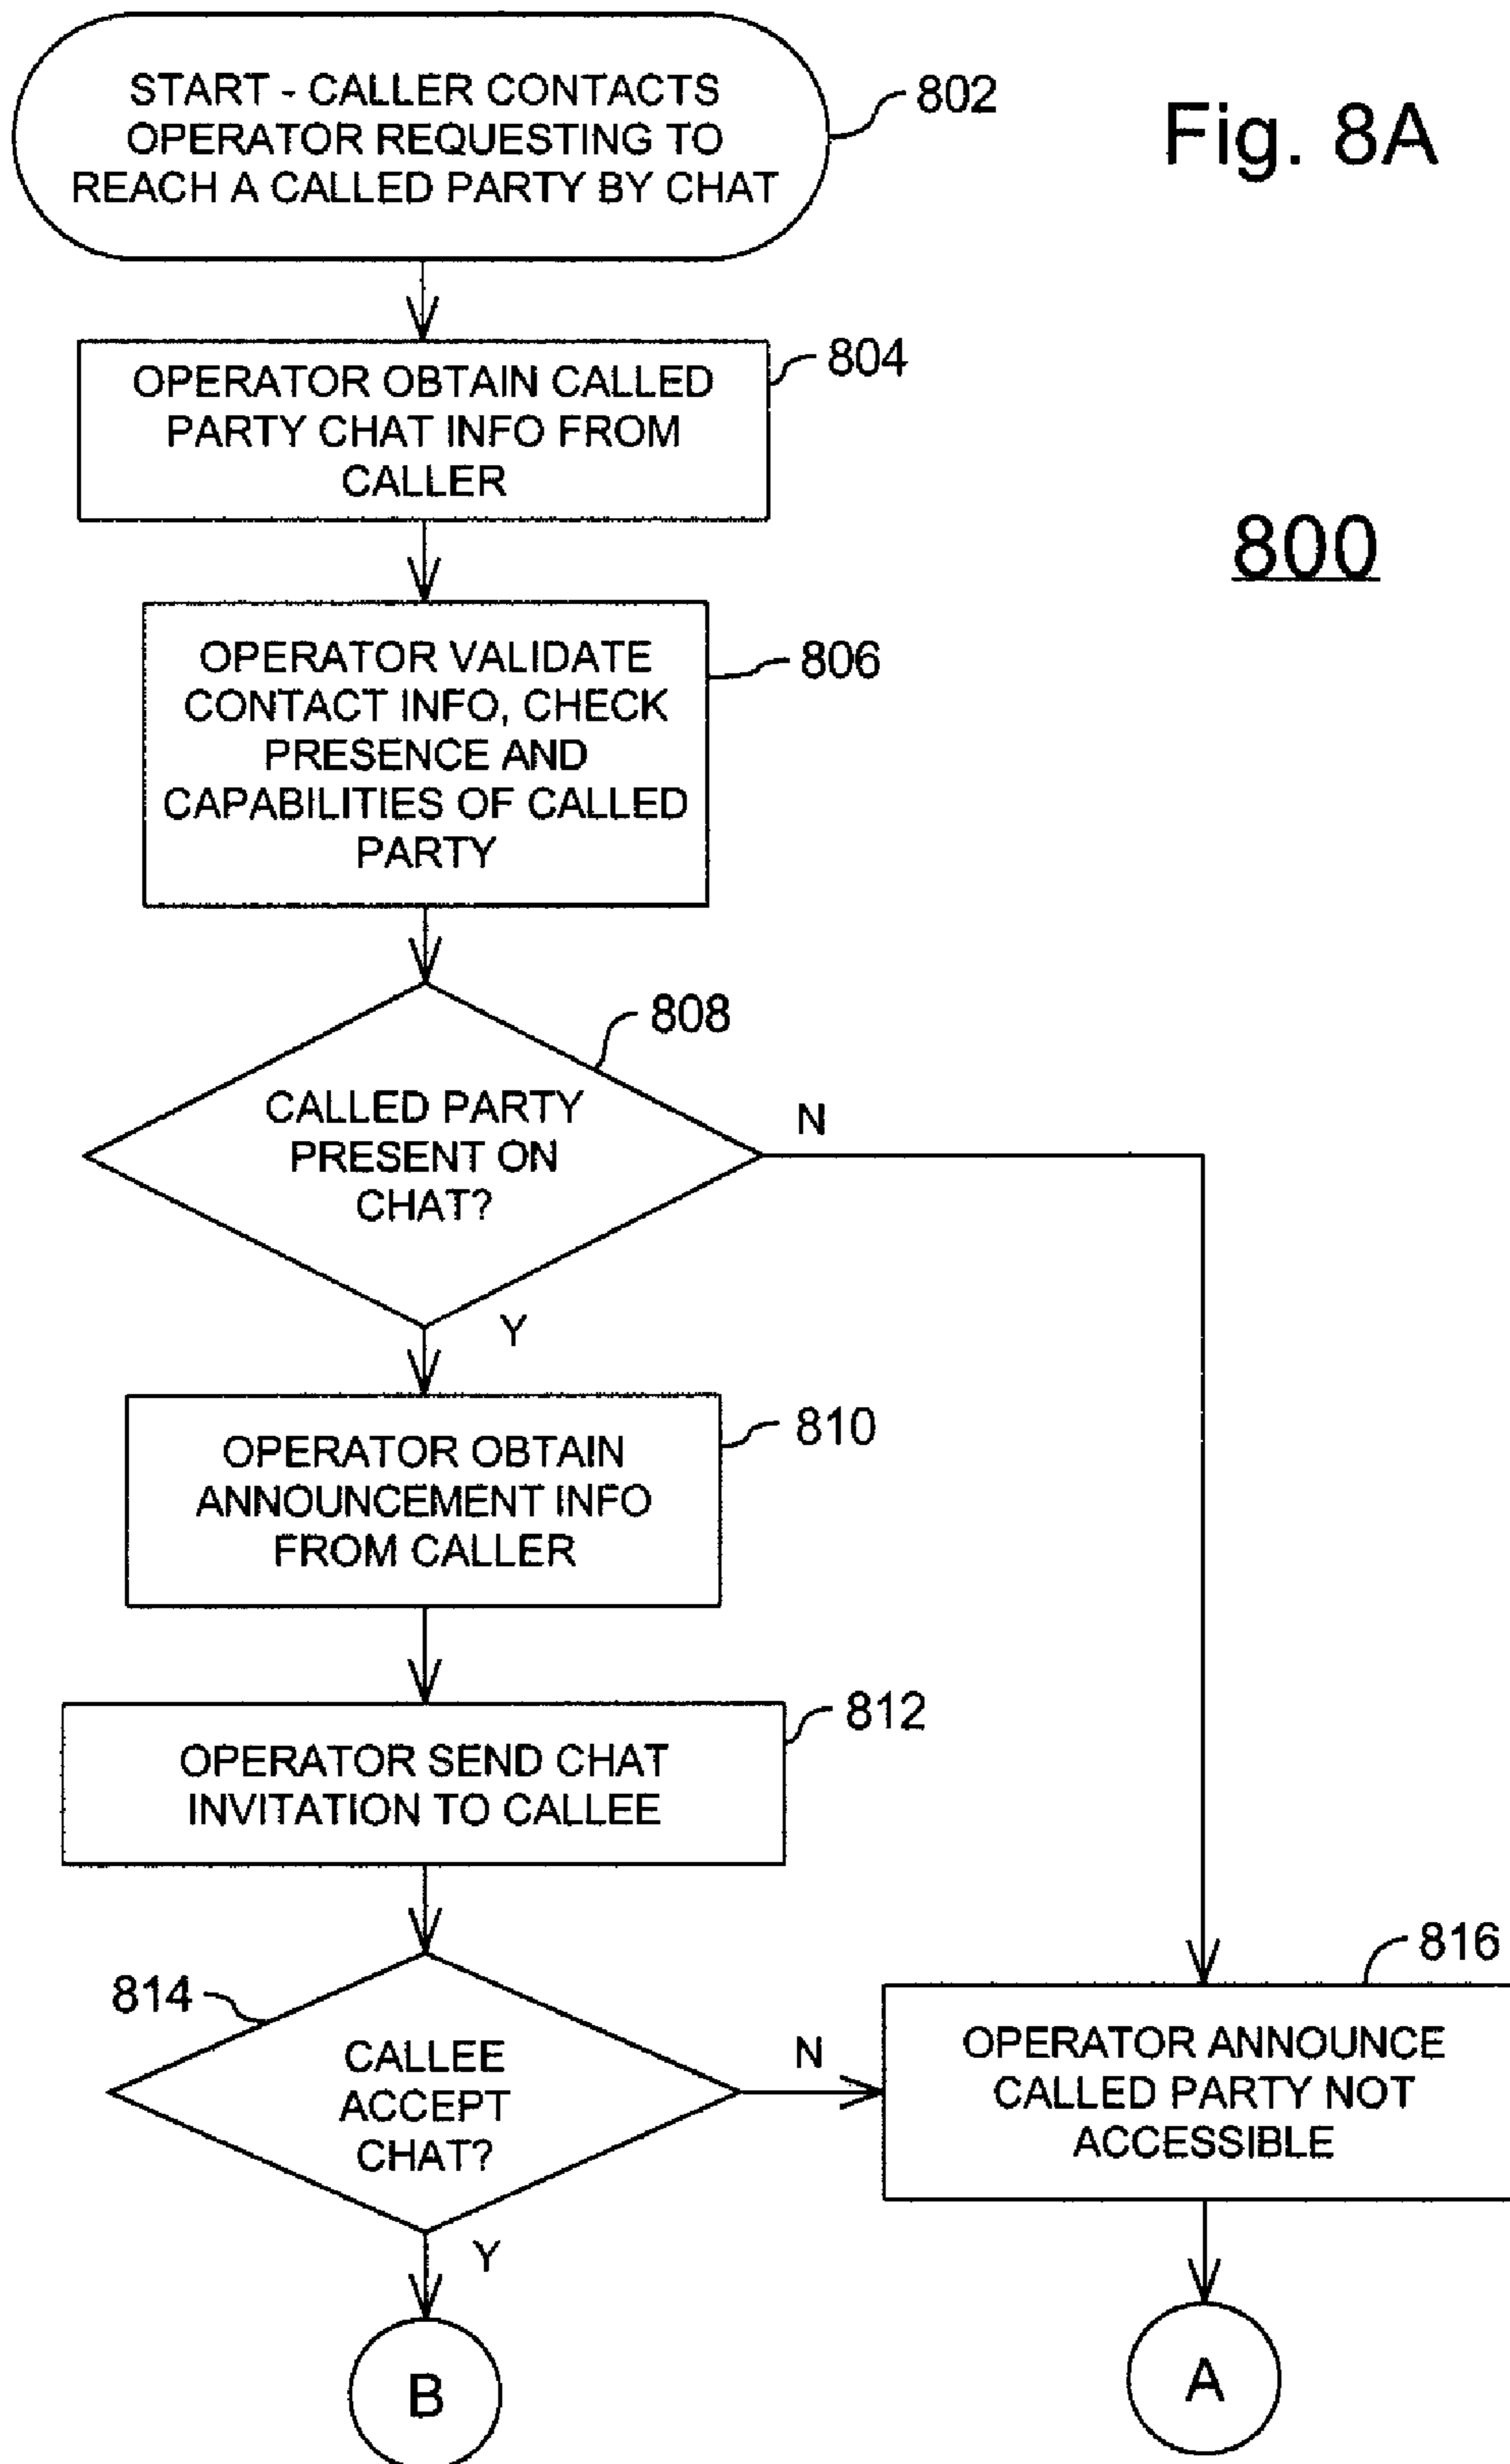 START - CALLER CONTACTS
OPERATOR REQUESTING TO
REACH A CALLED PARTY BY CHAT
802
Fig. 8A
OPERATOR OBTAIN CALLED
PARTY CHAT INFO FROM
CALLER
804
800
OPERATOR VALIDATE
CONTACT INFO, CHECK
PRESENCE AND
CAPABILITIES OF CALLED
PARTY
806
808
CALLED PARTY
PRESENT ON
CHAT?
N
Y
OPERATOR OBTAIN
ANNOUNCEMENT INFO
FROM CALLER
810
OPERATOR SEND CHAT
INVITATION TO CALLEE
812
814
CALLEE
ACCEPT
CHAT?
N
Y
816
OPERATOR ANNOUNCE
CALLED PARTY NOT
ACCESSIBLE
B
A